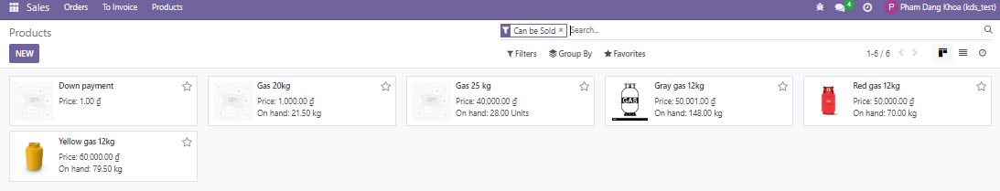 Sales Orders To Invoice Products 4 P Pham Dang Khoa (kds_test)
Products Can be Sold × Search...
NEW Filters Group By Favorites 1-6 / 6
Down payment
Price: 1.00 ₫
Gas 20kg
Price: 1,000.00 ₫
On hand: 21.50 kg
Gas 25 kg
Price: 40,000.00 ₫
On hand: 28.00 Units
GAS
Gray gas 12kg
Price: 50,001.00 ₫
On hand: 148.00 kg
Red gas 12kg
Price: 50,000.00 ₫
On hand: 70.00 kg
Yellow gas 12kg
Price: 60,000.00 ₫
On hand: 79.50 kg